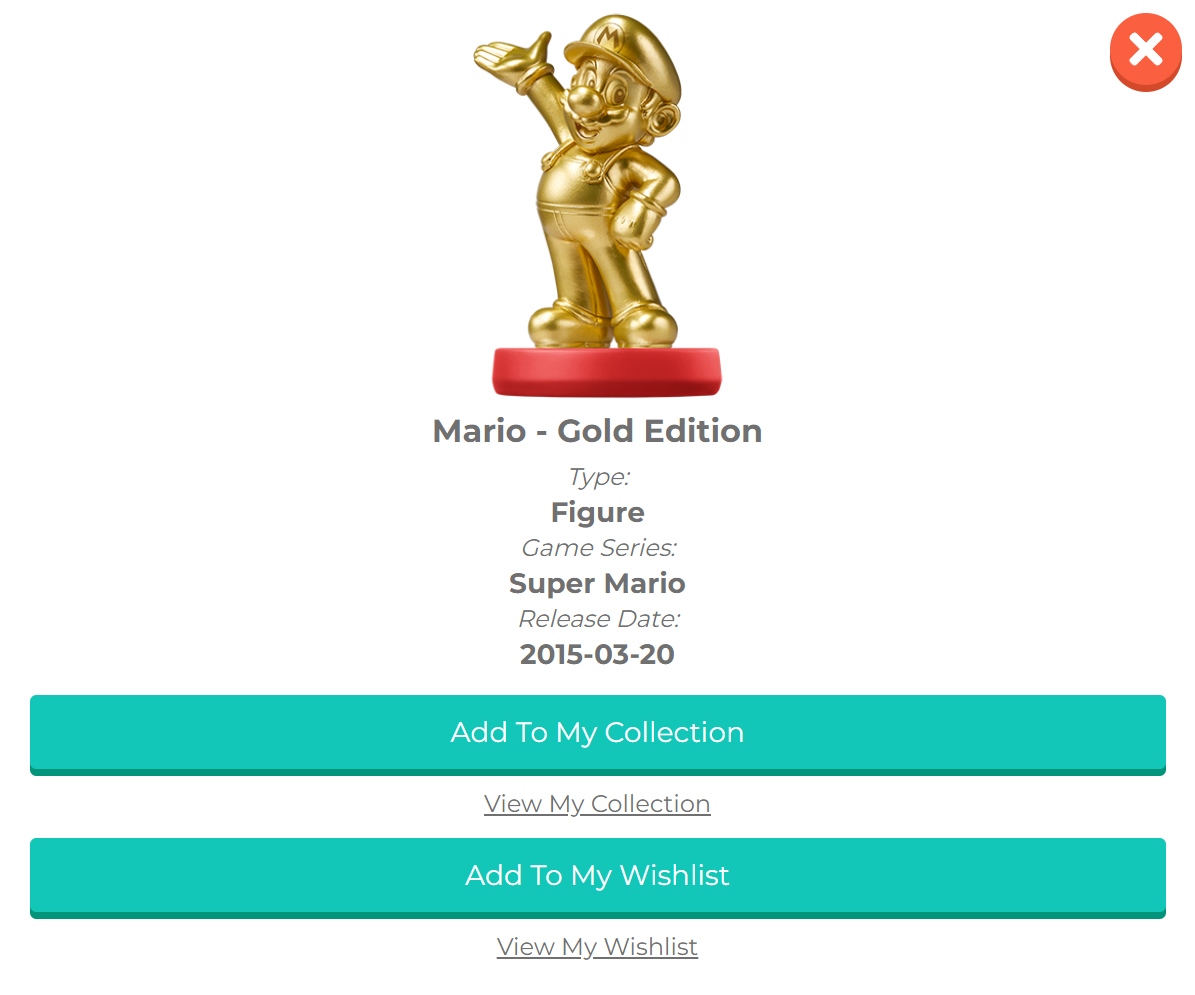 M
Mario - Gold Edition
Type:
Figure
Game Series:
Super Mario
Release Date:
2015-03-20
Add To My Collection
View My Collection
Add To My Wishlist
View My Wishlist